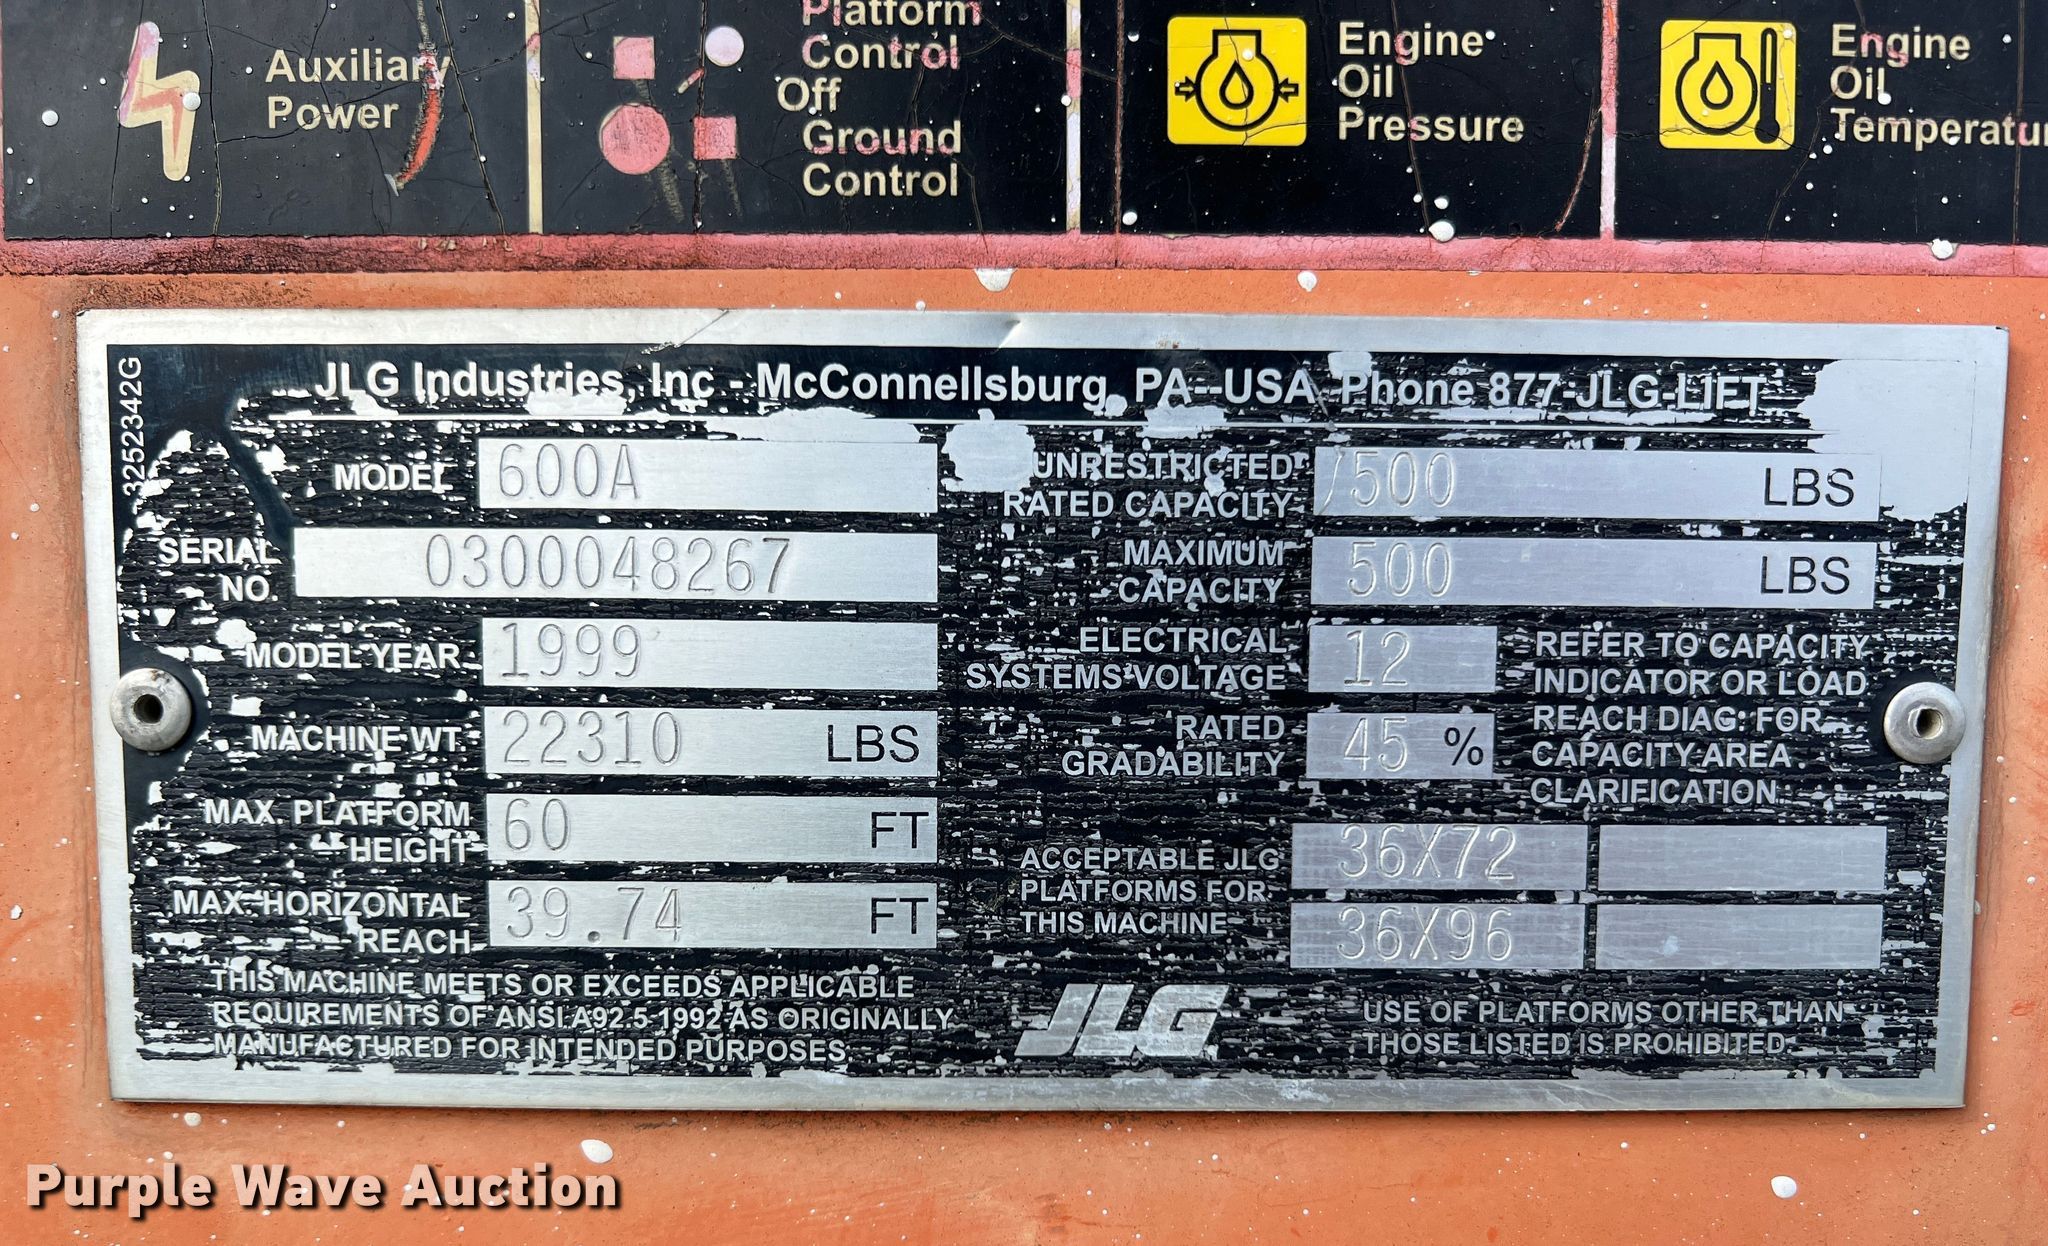 Auxiliary
Power
Platform
Control
Off
Ground
Control
Engine
Oil
Pressure
Engine
Oil
Temperatu
3252342G
JLG Industries, Inc - McConnellsburg, PA - USA Phone 877-JLG-LIFT
MODEL 600A
SERIAL
NO. 0300048267
MODEL YEAR 1999
MACHINE WT. 22310 LBS
MAX. PLATFORM
HEIGHT 60 FT
MAX. HORIZONTAL
REACH 39.74 FT
THIS MACHINE MEETS OR EXCEEDS APPLICABLE
REQUIREMENTS OF ANSI A92.5-1992 AS ORIGINALLY
MANUFACTURED FOR INTENDED PURPOSES.
UNRESTRICTED
RATED CAPACITY 500 LBS
MAXIMUM
CAPACITY 500 LBS
ELECTRICAL
SYSTEMS VOLTAGE 12
RATED
GRADABILITY 45 %
REFER TO CAPACITY
INDICATOR OR LOAD
REACH DIAG. FOR
CAPACITY AREA
CLARIFICATION.
ACCEPTABLE JLG
PLATFORMS FOR
THIS MACHINE
36X72
36X96
JLG
USE OF PLATFORMS OTHER THAN
THOSE LISTED IS PROHIBITED
Purple Wave Auction